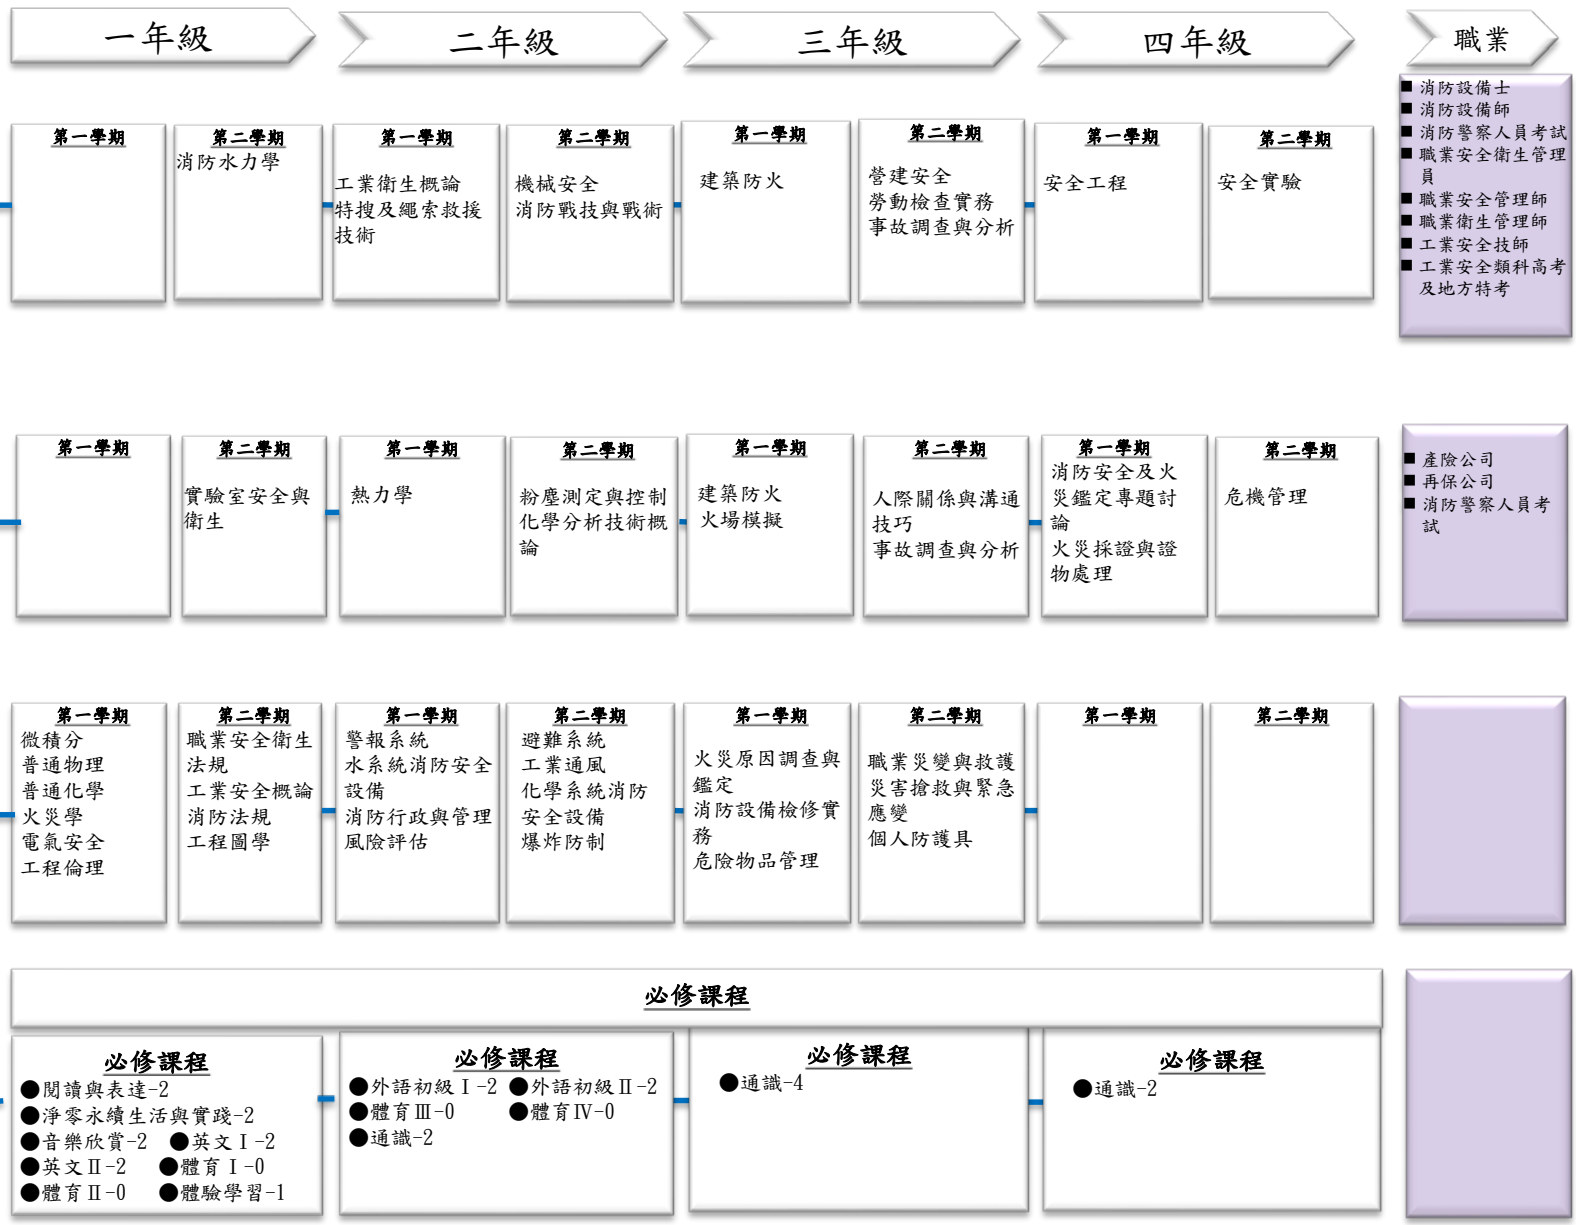 一年級
二年級
三年級
四年級
職業
第一學期
第二學期
消防水力學
第一學期
工業衛生概論
特搜及繩索救援
技術
第二學期
機械安全
消防戰技與戰術
第一學期
建築防火
第二學期
營建安全
勞動檢查實務
事故調查與分析
第一學期
安全工程
第二學期
安全實驗
■ 消防設備士
■ 消防設備師
■ 消防警察人員考試
■ 職業安全衛生管理
員
■ 職業安全管理師
■ 職業衛生管理師
■ 工業安全技師
■ 工業安全類科高考
及地方特考
第一學期
第二學期
實驗室安全與
衛生
第一學期
熱力學
第二學期
粉塵測定與控制
化學分析技術概
論
第一學期
建築防火
火場模擬
第二學期
人際關係與溝通
技巧
事故調查與分析
第一學期
消防安全及火
災鑑定專題討
論
火災採證與證
物處理
第二學期
危機管理
■ 產險公司
■ 再保公司
■ 消防警察人員考
試
第一學期
微積分
普通物理
普通化學
火災學
電氣安全
工程倫理
第二學期
職業安全衛生
法規
工業安全概論
消防法規
工程圖學
第一學期
警報系統
水系統消防安全
設備
消防行政與管理
風險評估
第二學期
避難系統
工業通風
化學系統消防
安全設備
爆炸防制
第一學期
火災原因調查與
鑑定
消防設備檢修實
務
危險物品管理
第二學期
職業災變與救護
災害搶救與緊急
應變
個人防護具
第一學期
第二學期
必修課程
必修課程
●閱讀與表達-2
●淨零永續生活與實踐-2
●音樂欣賞-2 ●英文Ⅰ-2
●英文Ⅱ-2 ●體育Ⅰ-0
●體育Ⅱ-0 ●體驗學習-1
必修課程
●外語初級Ⅰ-2 ●外語初級Ⅱ-2
●體育Ⅲ-0 ●體育Ⅳ-0
●通識-2
必修課程
●通識-4
必修課程
●通識-2